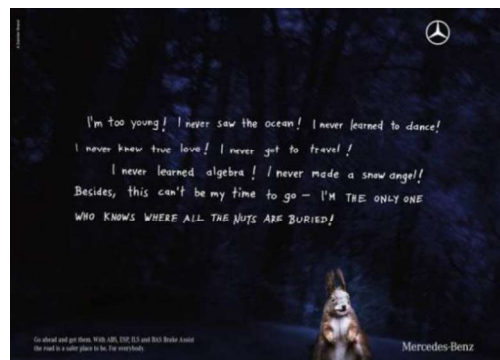 I'm too young! I never saw the ocean! I never learned to dance!
I never knew true love! I never got to travel!
I never learned algebra! I never made a snow angel!
Besides, this can't be my time to go – I'M THE ONLY ONE
WHO KNOWS WHERE ALL THE NUTS ARE BURIED!
Go ahead and get them. With ABS, ESP, ILS and BAS Brake Assist
the road is a safer place to be. For everybody.
Mercedes-Benz